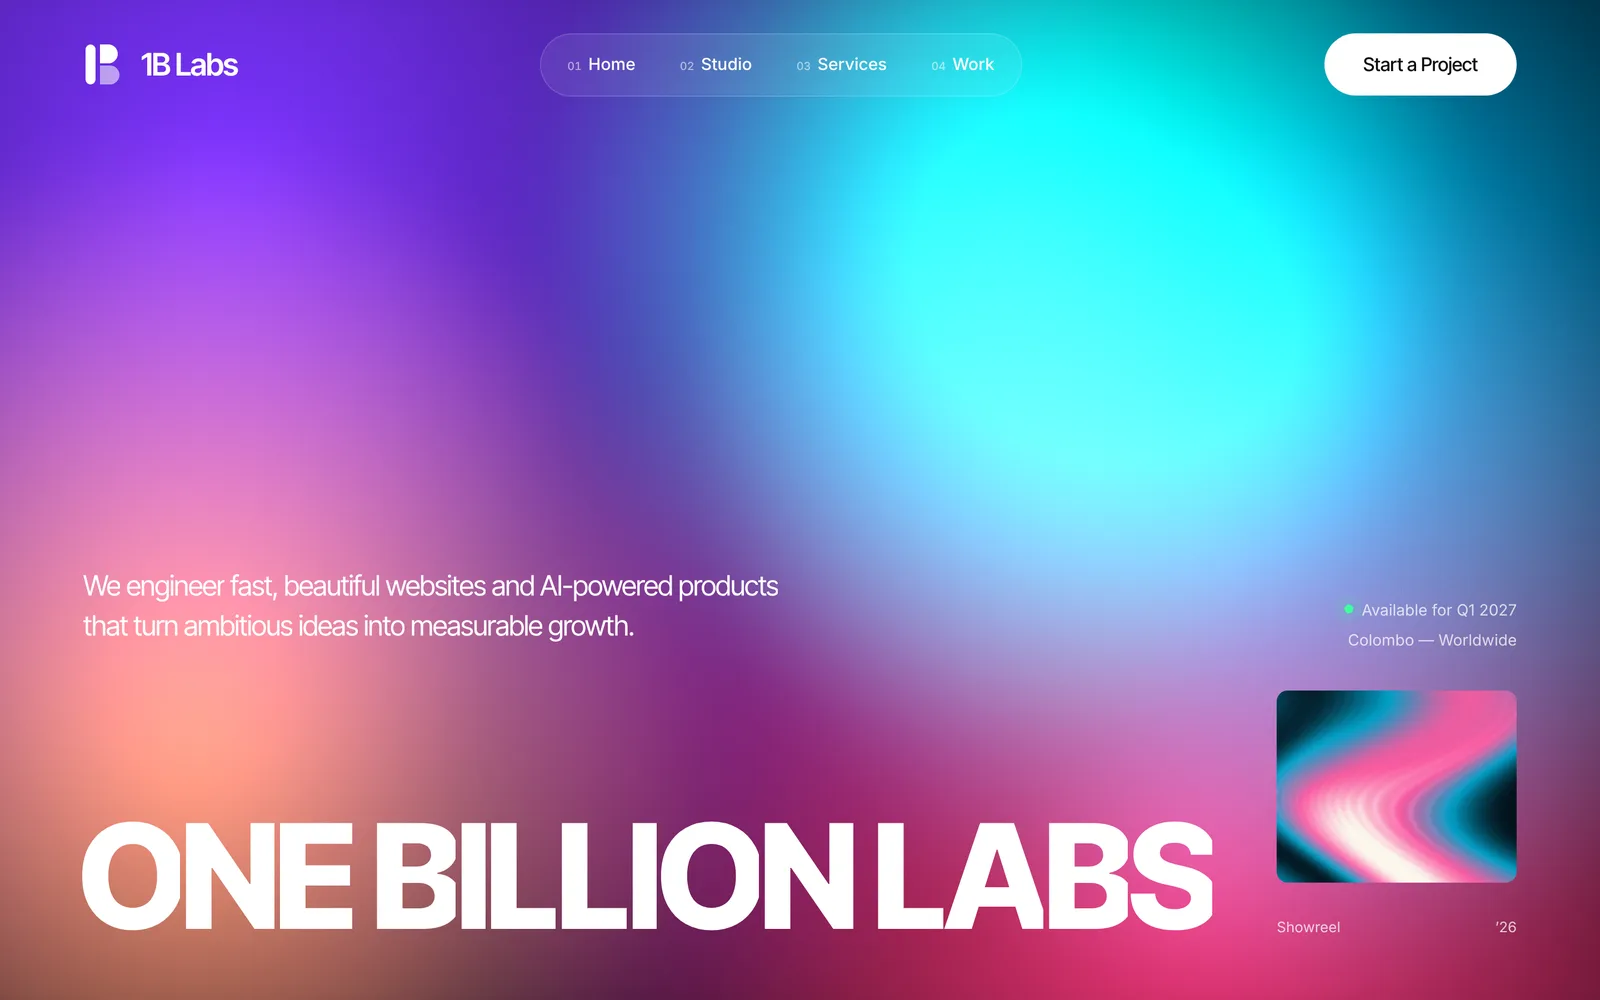 1B Labs
01 Home
02 Studio
03 Services
04 Work
Start a Project
We engineer fast, beautiful websites and AI-powered products
that turn ambitious ideas into measurable growth.
Available for Q1 2027
Colombo — Worldwide
ONE BILLION LABS
Showreel
’26